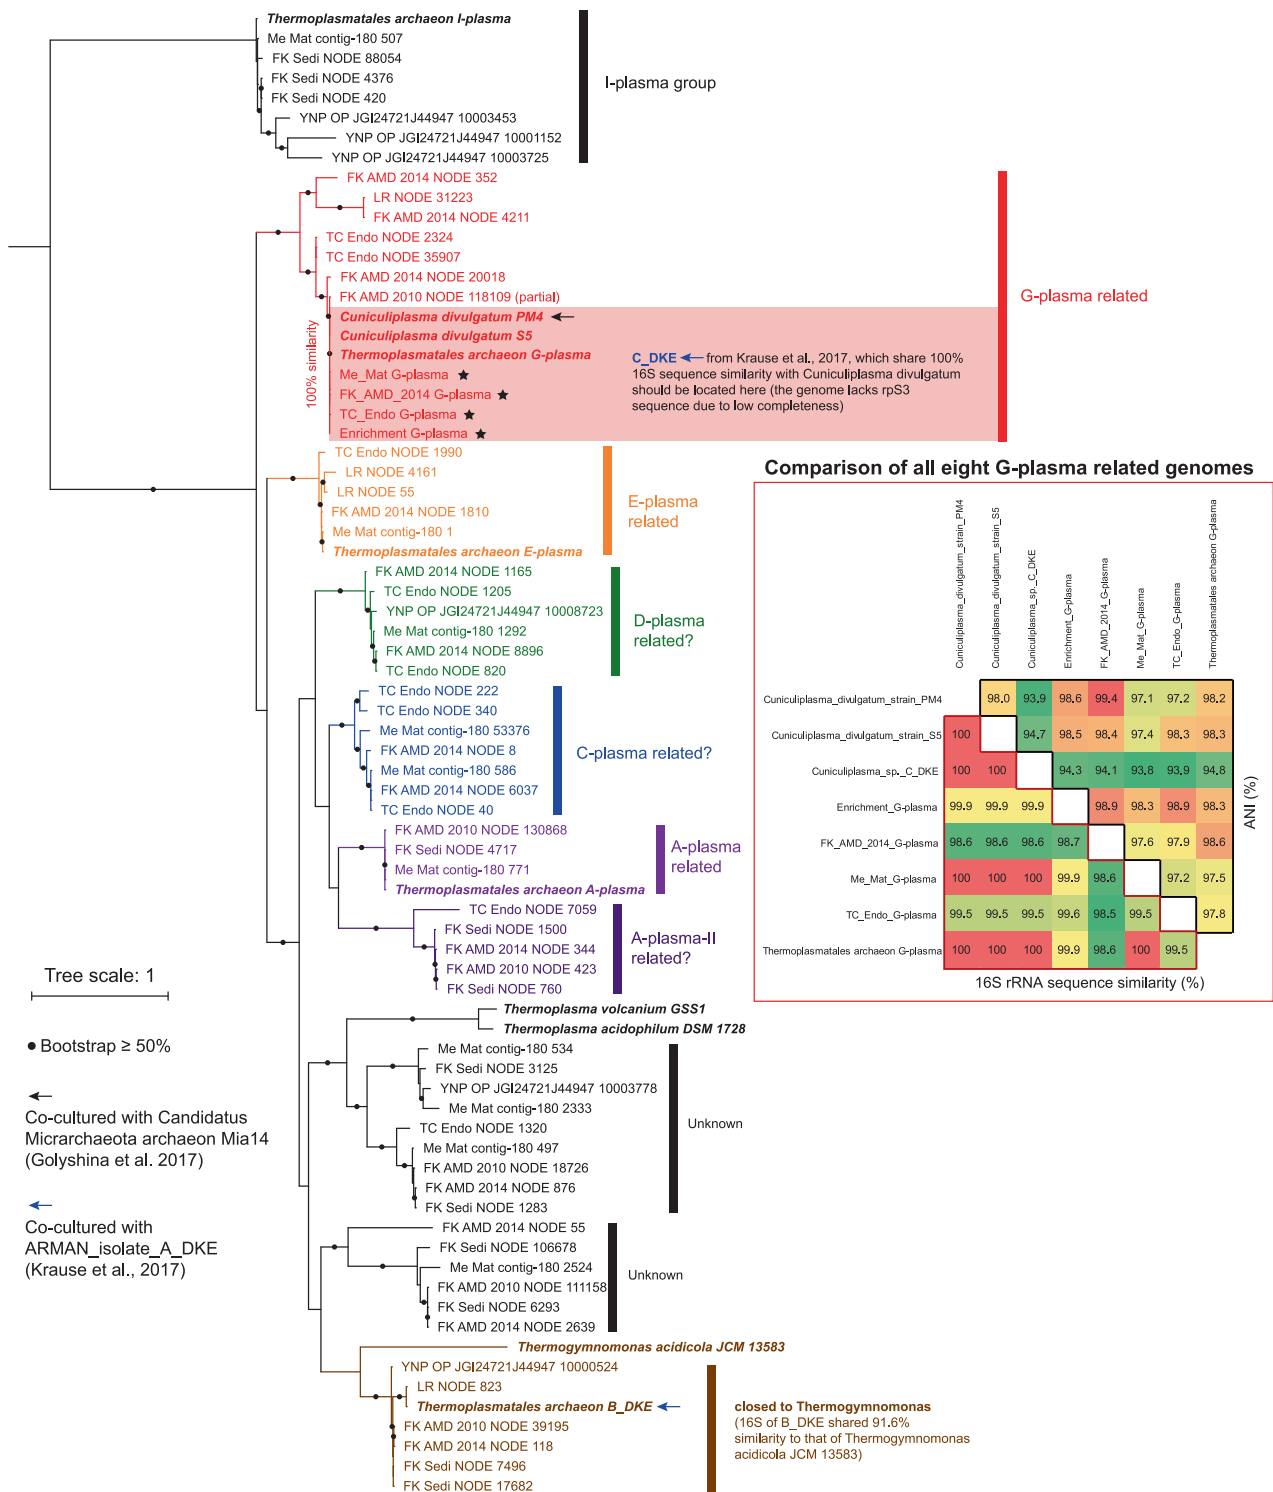 Thermoplasmatales archaeon I-plasma
Me Mat contig-180 507
FK Sedi NODE 88054
FK Sedi NODE 4376
FK Sedi NODE 420
YNP OP JGI24721J44947 10003453
YNP OP JGI24721J44947 10001152
YNP OP JGI24721J44947 10003725
I-plasma group
FK AMD 2014 NODE 352
LR NODE 31223
FK AMD 2014 NODE 4211
TC Endo NODE 2324
TC Endo NODE 35907
FK AMD 2014 NODE 20018
FK AMD 2010 NODE 118109 (partial)
Cuniculiplasma divulgatum PM4
Cuniculiplasma divulgatum S5
Thermoplasmatales archaeon G-plasma
Me_Mat G-plasma
FK_AMD_2014 G-plasma
TC_Endo G-plasma
Enrichment G-plasma
100% similarity
G-plasma related
C_DKE from Krause et al., 2017, which share 100%
16S sequence similarity with Cuniculiplasma divulgatum
should be located here (the genome lacks rpS3
sequence due to low completeness)
TC Endo NODE 1990
LR NODE 4161
LR NODE 55
FK AMD 2014 NODE 1810
Me Mat contig-180 1
Thermoplasmatales archaeon E-plasma
E-plasma
related
FK AMD 2014 NODE 1165
TC Endo NODE 1205
YNP OP JGI24721J44947 10008723
Me Mat contig-180 1292
FK AMD 2014 NODE 8896
TC Endo NODE 820
D-plasma
related?
TC Endo NODE 222
TC Endo NODE 340
Me Mat contig-180 53376
FK AMD 2014 NODE 8
Me Mat contig-180 586
FK AMD 2014 NODE 6037
TC Endo NODE 40
C-plasma related?
FK AMD 2010 NODE 130868
FK Sedi NODE 4717
Me Mat contig-180 771
Thermoplasmatales archaeon A-plasma
A-plasma
related
TC Endo NODE 7059
FK Sedi NODE 1500
FK AMD 2014 NODE 344
FK AMD 2010 NODE 423
FK Sedi NODE 760
A-plasma-II
related?
Thermoplasma volcanium GSS1
Thermoplasma acidophilum DSM 1728
Me Mat contig-180 534
FK Sedi NODE 3125
YNP OP JGI24721J44947 10003778
Me Mat contig-180 2333
TC Endo NODE 1320
Me Mat contig-180 497
FK AMD 2010 NODE 18726
FK AMD 2014 NODE 876
FK Sedi NODE 1283
Unknown
FK AMD 2014 NODE 55
FK Sedi NODE 106678
Me Mat contig-180 2524
FK AMD 2010 NODE 111158
FK Sedi NODE 6293
FK AMD 2014 NODE 2639
Unknown
Thermogymnomonas acidicola JCM 13583
YNP OP JGI24721J44947 10000524
LR NODE 823
Thermoplasmatales archaeon B_DKE
FK AMD 2010 NODE 39195
FK AMD 2014 NODE 118
FK Sedi NODE 7496
FK Sedi NODE 17682
closed to Thermogymnomonas
(16S of B_DKE shared 91.6%
similarity to that of Thermogymnomonas
acidicola JCM 13583)
Tree scale: 1
Bootstrap ≥ 50%
Co-cultured with Candidatus
Micrarchaeota archaeon Mia14
(Golyshina et al. 2017)
Co-cultured with
ARMAN_isolate_A_DKE
(Krause et al., 2017)
Comparison of all eight G-plasma related genomes
Cuniculiplasma_divulgatum_strain_PM4
Cuniculiplasma_divulgatum_strain_S5
Cuniculiplasma_sp._C_DKE
Enrichment_G-plasma
FK_AMD_2014_G-plasma
Me_Mat_G-plasma
TC_Endo_G-plasma
Thermoplasmatales archaeon G-plasma
Cuniculiplasma_divulgatum_strain_PM4 98.0 93.9 98.6 99.4 97.1 97.2 98.2
Cuniculiplasma_divulgatum_strain_S5 100 94.7 98.5 98.4 97.4 98.3 98.3
Cuniculiplasma_sp._C_DKE 100 100 94.3 94.1 93.8 93.9 94.8
Enrichment_G-plasma 99.9 99.9 99.9 98.9 98.3 98.9 98.3
FK_AMD_2014_G-plasma 98.6 98.6 98.6 98.7 97.6 97.9 98.6
Me_Mat_G-plasma 100 100 100 99.9 98.6 97.2 97.5
TC_Endo_G-plasma 99.5 99.5 99.5 99.6 98.5 99.5 97.8
Thermoplasmatales archaeon G-plasma 100 100 100 99.9 98.6 100 99.5
ANI (%)
16S rRNA sequence similarity (%)